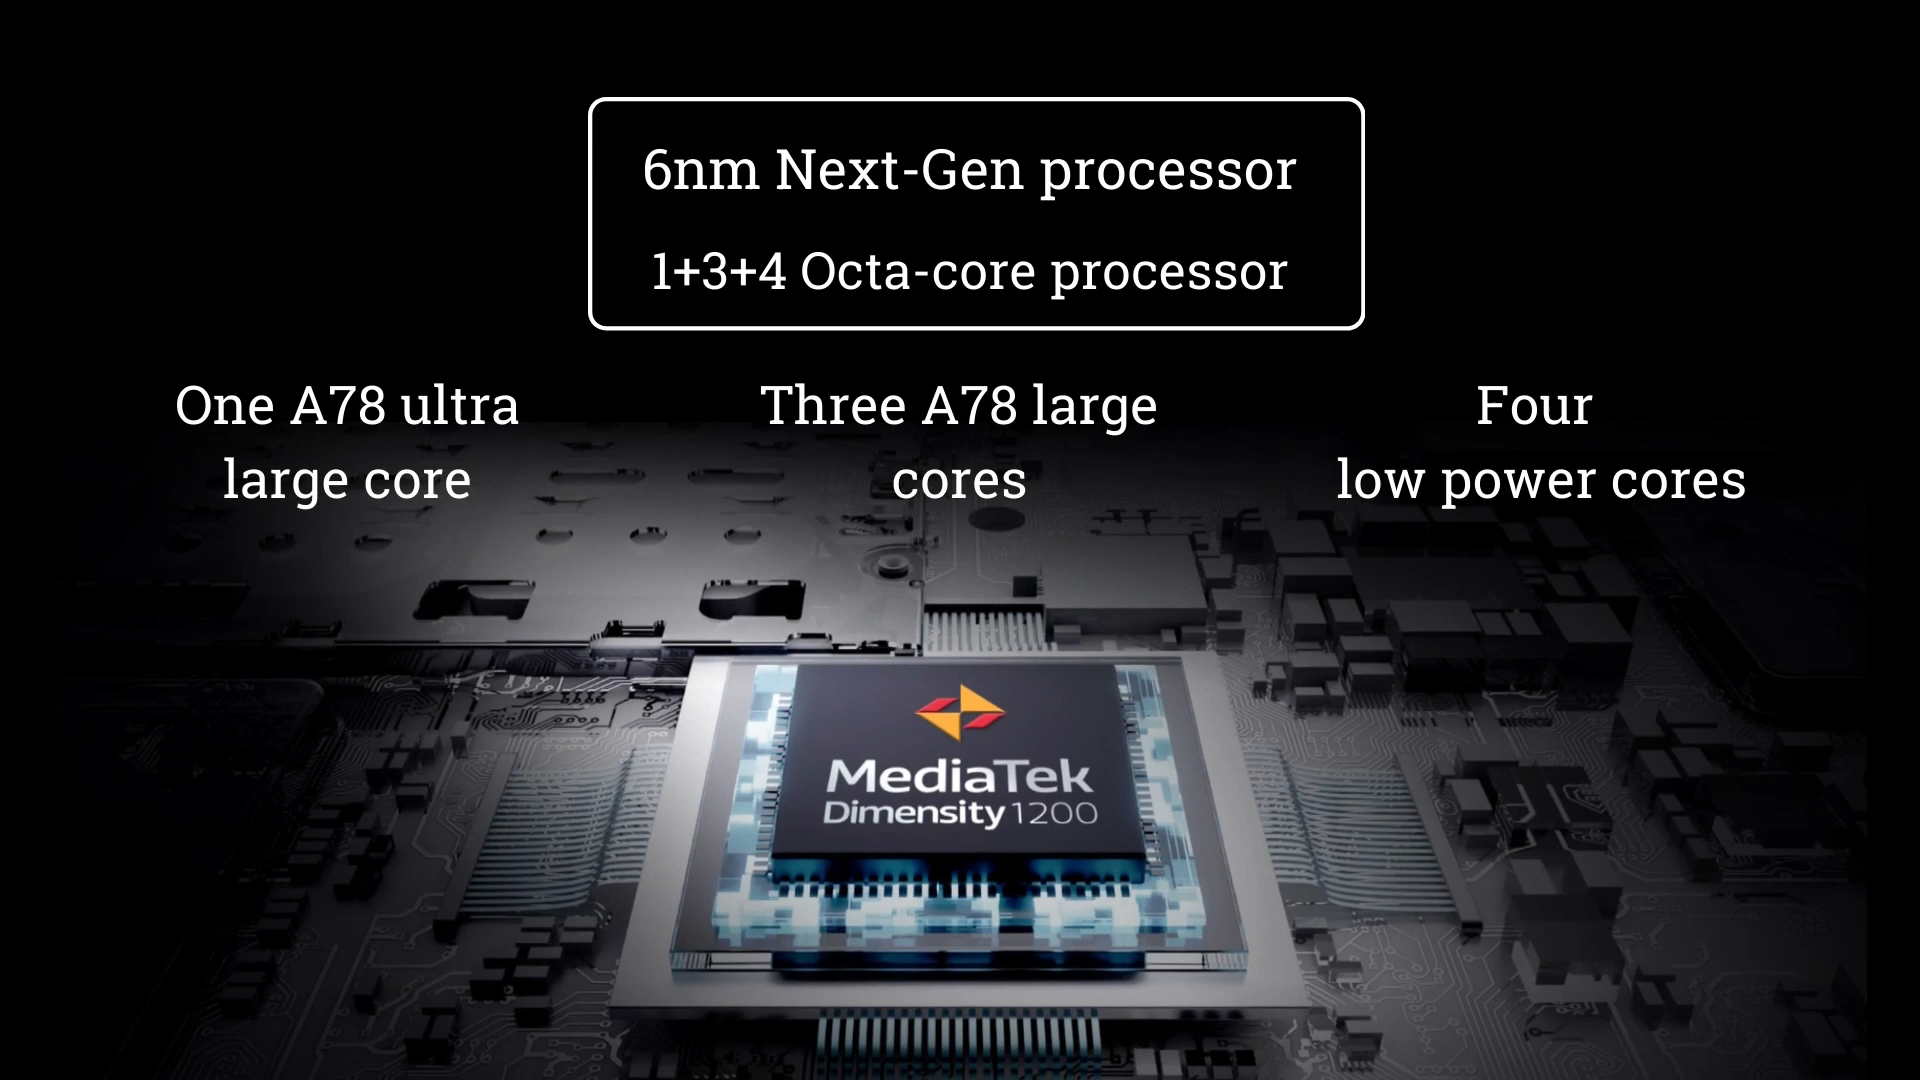 6nm Next-Gen processor
1+3+4 Octa-core processor
One A78 ultra
large core
Three A78 large
cores
Four
low power cores
MediaTek
Dimensity 1200